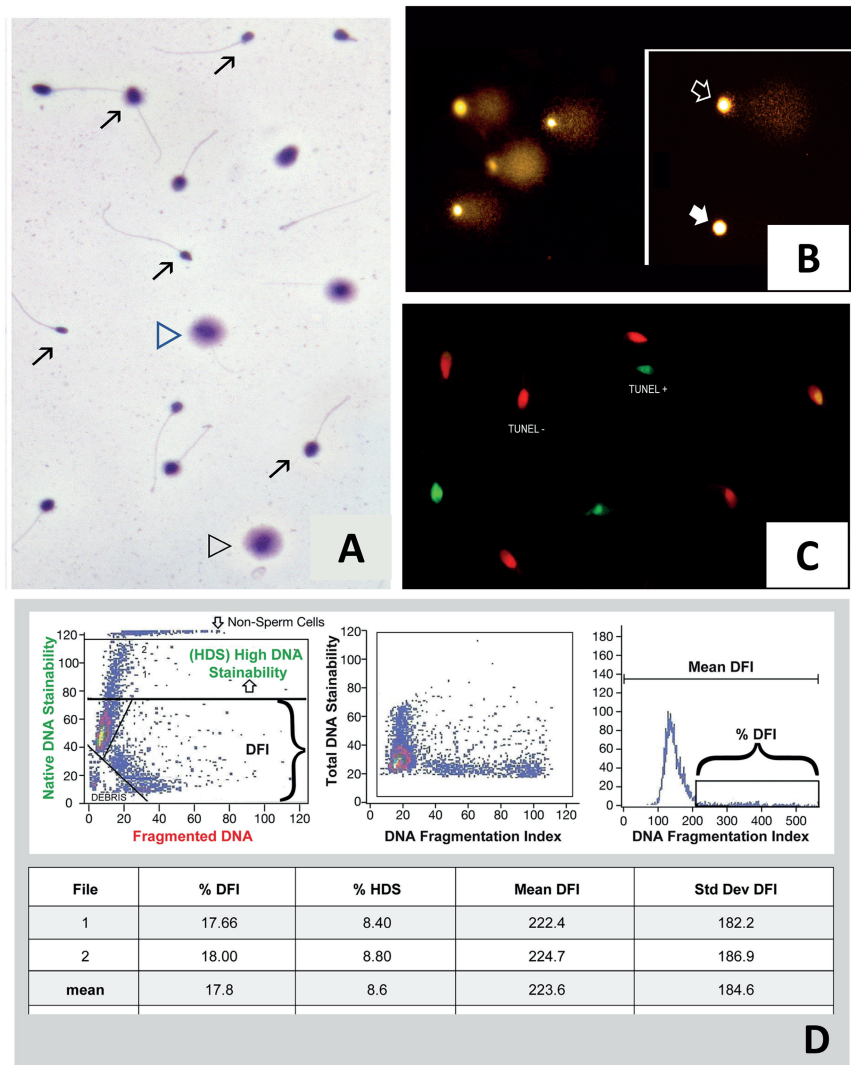 A
B
TUNEL +
TUNEL -
C
Non-Sperm Cells
(HDS) High DNA
Stainability
2
1
DFI
DEBRIS
Native DNA Stainability
120
100
80
60
40
20
0
0 20 40 60 80 100 120
Fragmented DNA
Total DNA Stainability
120
100
80
60
40
20
0
0 20 40 60 80 100 120
DNA Fragmentation Index
180
160
140
120
100
80
60
40
20
0
Mean DFI
% DFI
0 100 200 300 400 500
DNA Fragmentation Index
File % DFI % HDS Mean DFI Std Dev DFI
1 17.66 8.40 222.4 182.2
2 18.00 8.80 224.7 186.9
mean 17.8 8.6 223.6 184.6
D